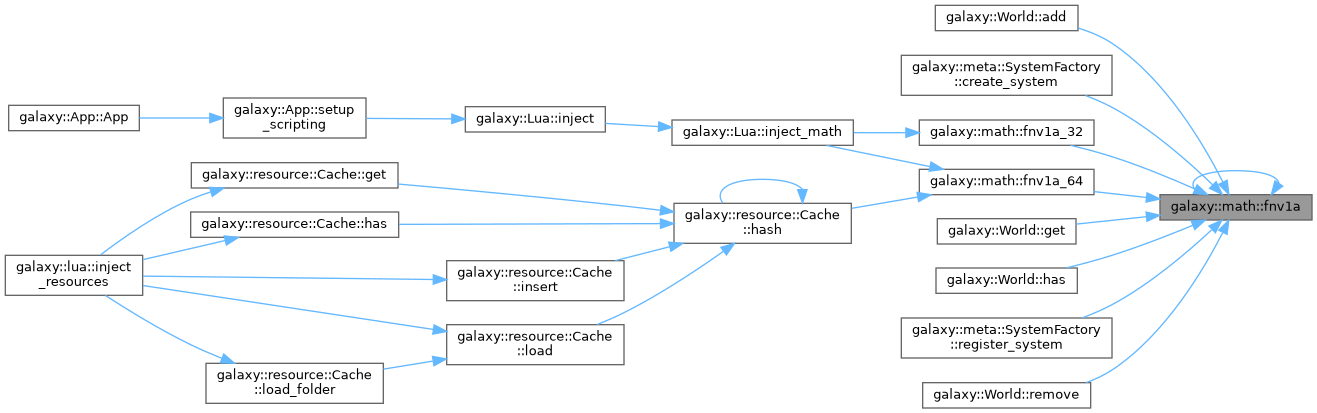 galaxy::World::add
galaxy::meta::SystemFactory
::create_system
galaxy::App::App
galaxy::App::setup
_scripting
galaxy::Lua::inject
galaxy::Lua::inject_math
galaxy::math::fnv1a_32
galaxy::resource::Cache::get
galaxy::math::fnv1a_64
galaxy::math::fnv1a
galaxy::resource::Cache::has
galaxy::resource::Cache
::hash
galaxy::World::get
galaxy::lua::inject
_resources
galaxy::resource::Cache
::insert
galaxy::World::has
galaxy::resource::Cache
::load
galaxy::meta::SystemFactory
::register_system
galaxy::resource::Cache
::load_folder
galaxy::World::remove